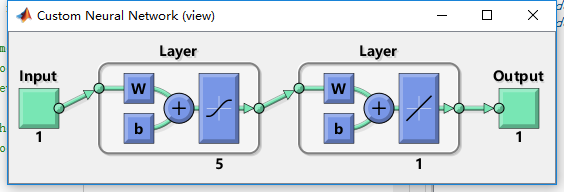 Custom Neural Network (view)
Layer
Layer
Input
Output
W
W
b
b
1
1
5
1